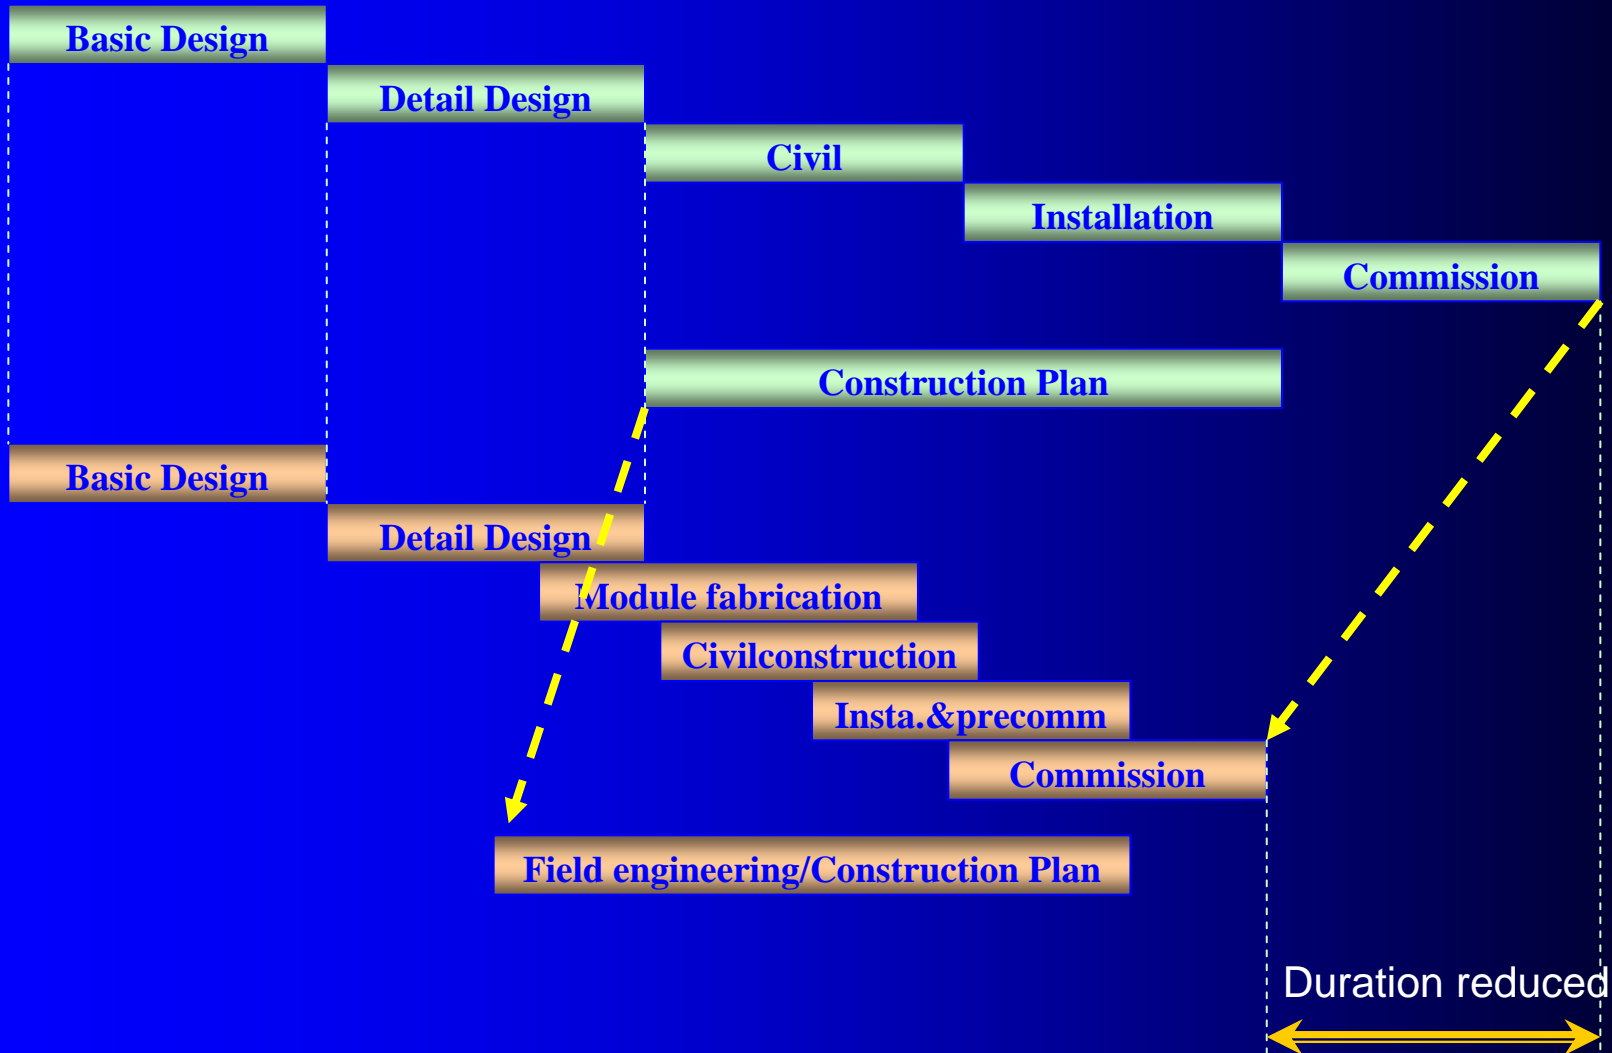 Basic Design
Detail Design
Civil
Installation
Commission
Construction Plan
Basic Design
Detail Design
Module fabrication
Civilconstruction
Insta.&precomm
Commission
Field engineering/Construction Plan
Duration reduced